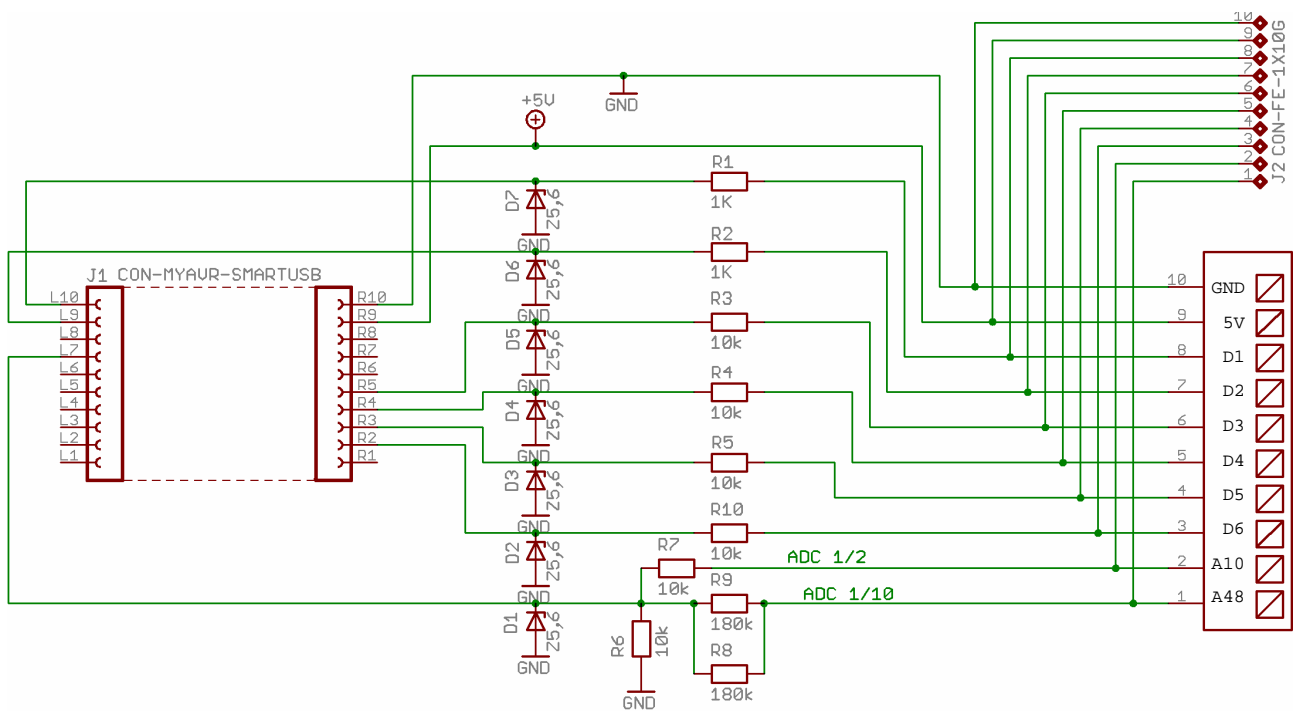 10
9
8
7
6
5
4
3
2
1
J2 CON-FE-1X10G
GND
+5V
R1
1K
D7
Z5,6
GND
R2
1K
D6
Z5,6
GND
J1 CON-MYAVR-SMARTUSB
L10
L9
L8
L7
L6
L5
L4
L3
L2
L1
R10
R9
R8
R7
R6
R5
R4
R3
R2
R1
R3
10k
D5
Z5,6
GND
R4
10k
D4
Z5,6
GND
R5
10k
D3
Z5,6
GND
R10
10k
D2
Z5,6
GND
R7
10k
ADC 1/2
R9
180k
ADC 1/10
D1
Z5,6
GND
R6
10k
GND
R8
180k
10 GND
9 5V
8 D1
7 D2
6 D3
5 D4
4 D5
3 D6
2 A10
1 A48